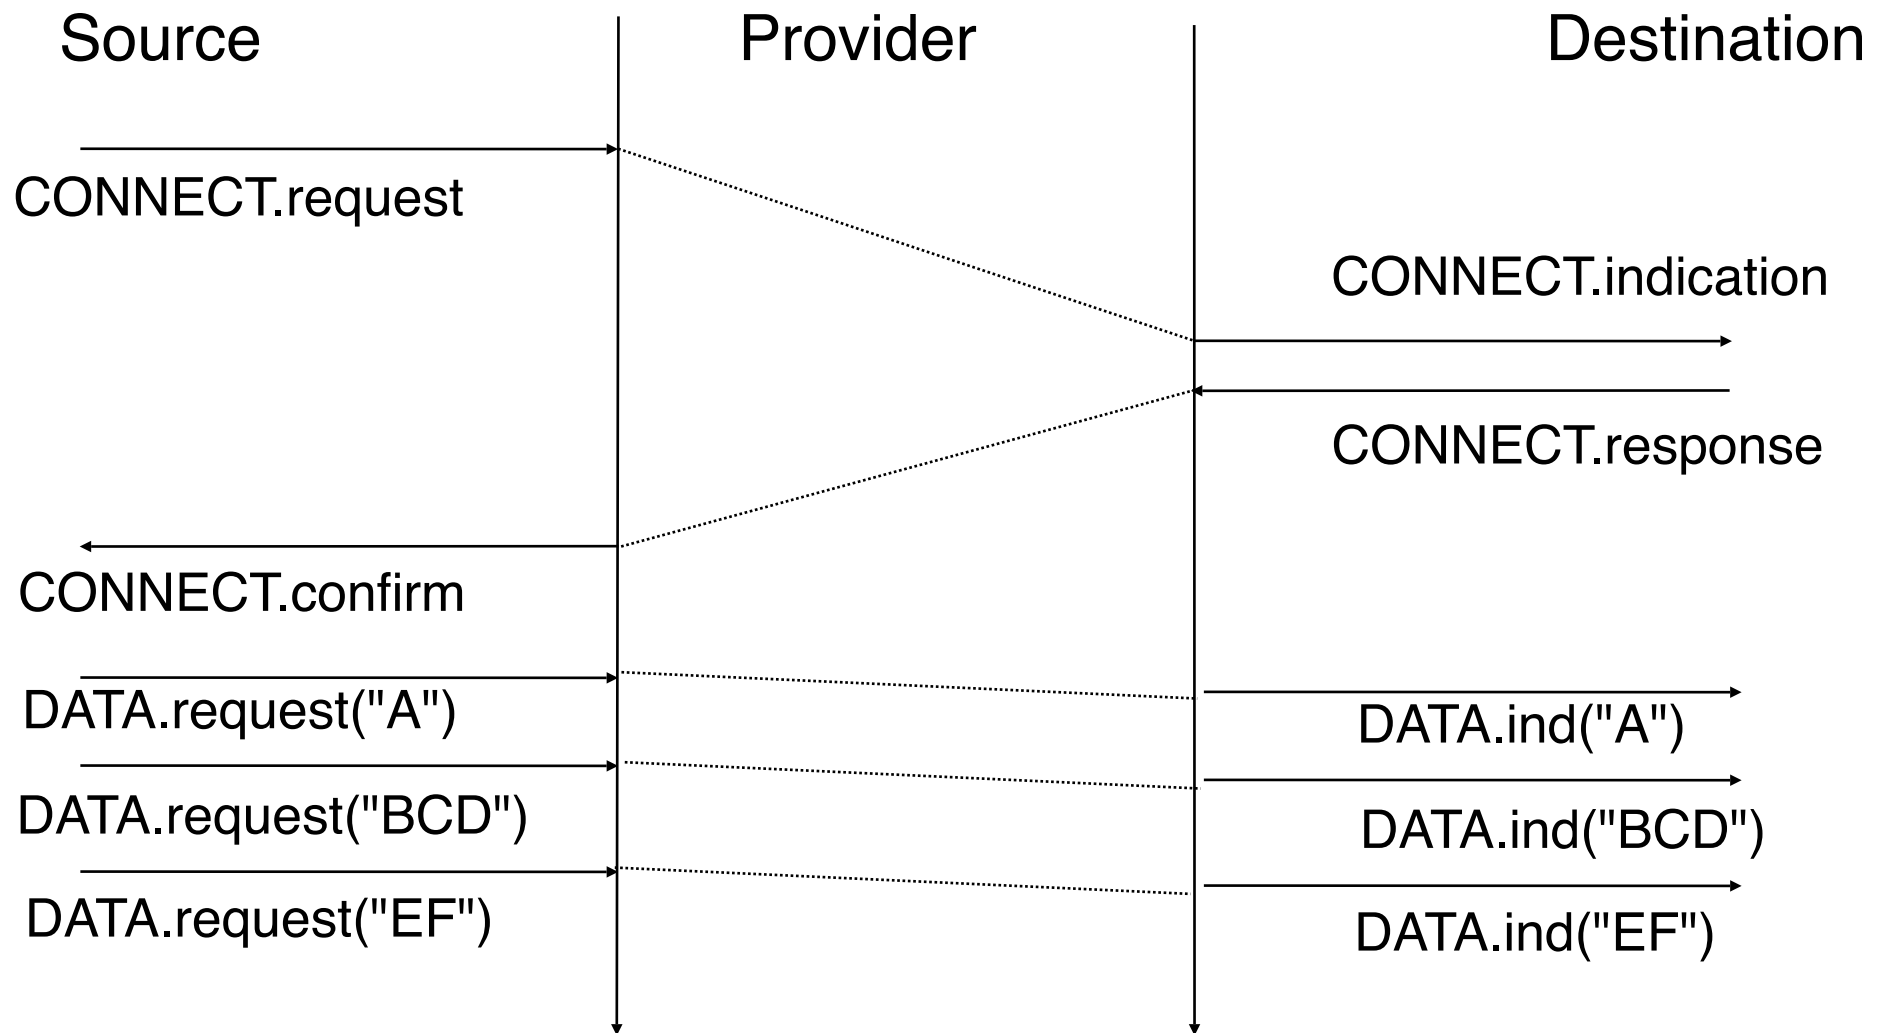 Source
Provider
Destination
CONNECT.request
CONNECT.indication
CONNECT.response
CONNECT.confirm
DATA.request("A")
DATA.ind("A")
DATA.request("BCD")
DATA.ind("BCD")
DATA.request("EF")
DATA.ind("EF")